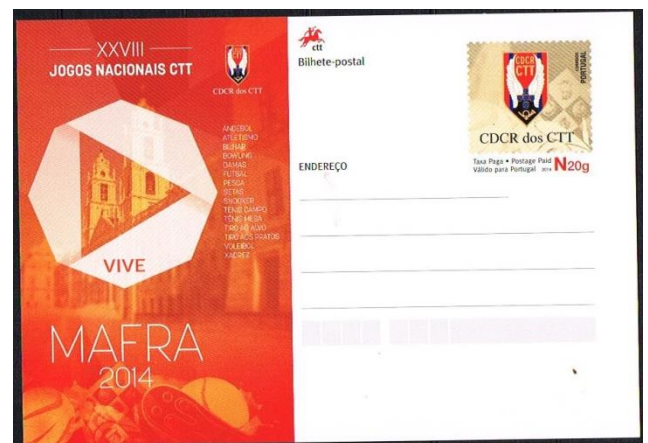 XXVIII
JOGOS NACIONAIS CTT
CDCR dos CTT
ANDEBOL
ATLETISMO
BILHAR
BOWLING
DAMAS
FUTSAL
PESCA
SETAS
SNOOKER
TÉNIS CAMPO
TÉNIS MESA
TIRO AO ALVO
TIRO AOS PRATOS
VOLEIBOL
XADREZ
VIVE
MAFRA
2014
ctt
Bilhete-postal
ENDEREÇO
CDCR
CTT
CORREIOS
PORTUGAL
CDCR dos CTT
Taxa Paga • Postage Paid
Válido para Portugal 2014 N20g